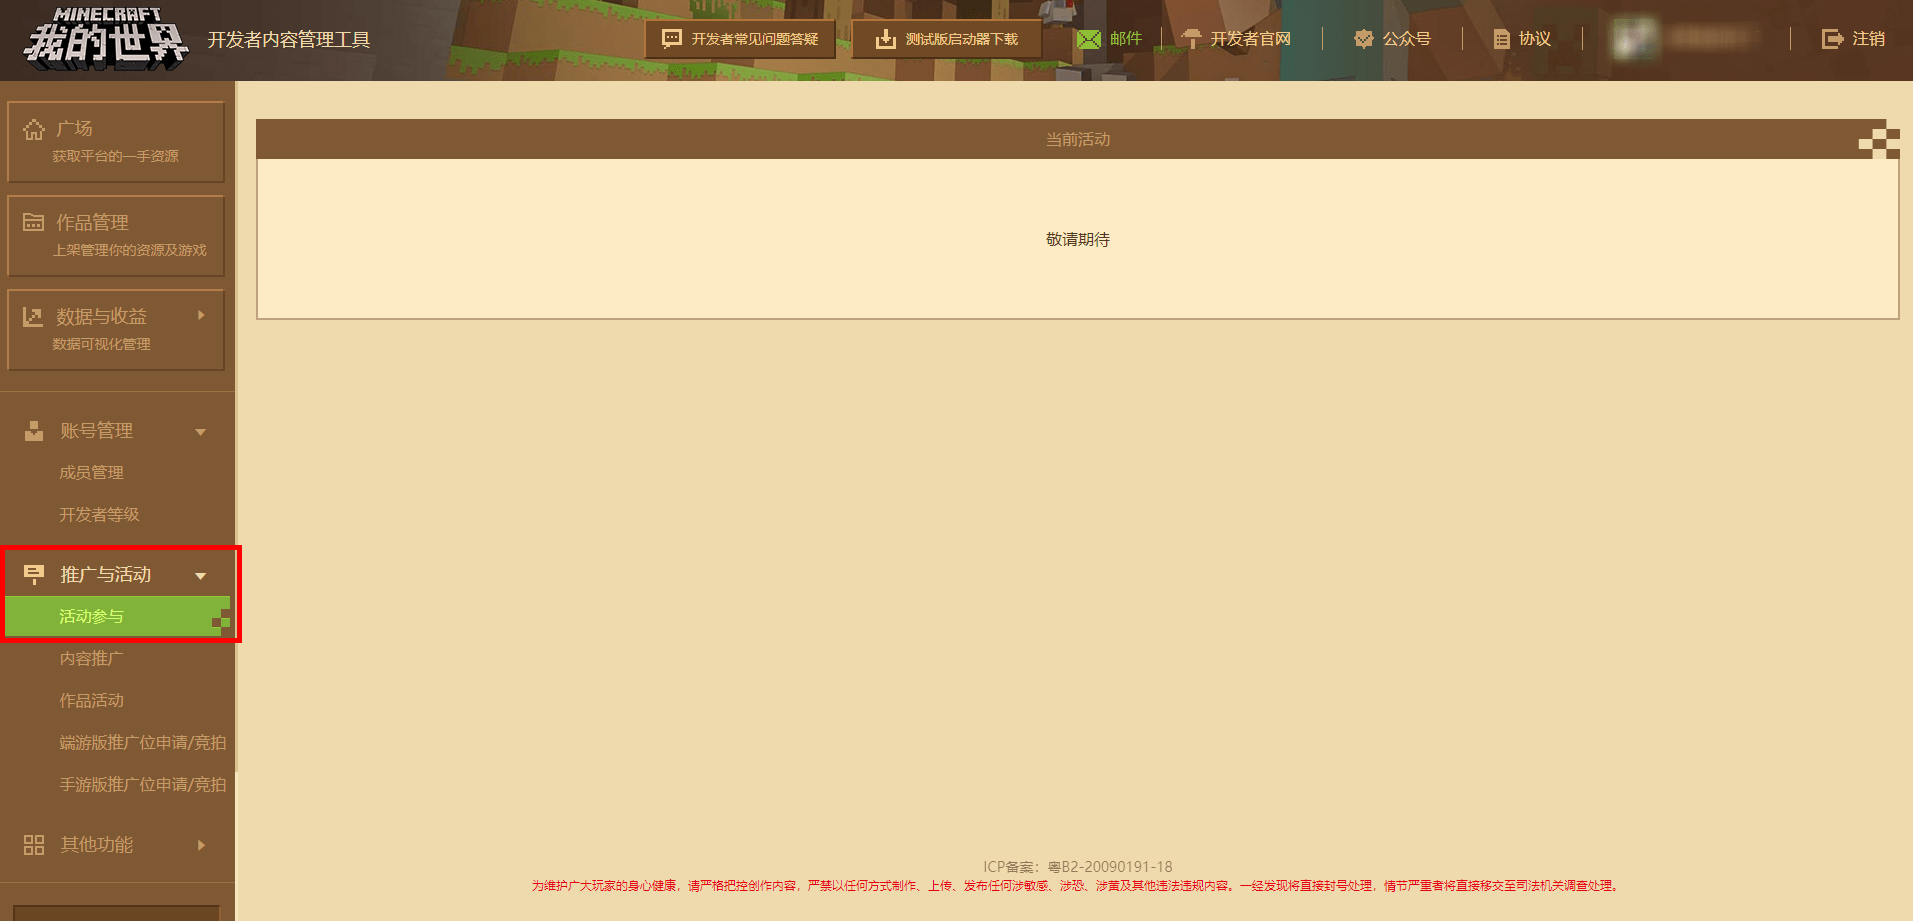 MINECRAFT
我的世界
开发者内容管理工具
开发者常见问题答疑
测试版启动器下载
邮件
开发者官网
公众号
协议
注销
广场
获取平台的一手资源
作品管理
上架管理你的资源及游戏
数据与收益
数据可视化管理
账号管理
成员管理
开发者等级
推广与活动
活动参与
内容推广
作品活动
端游版推广位申请/竞拍
手游版推广位申请/竞拍
其他功能
当前活动
敬请期待
ICP备案：粤B2-20090191-18
为维护广大玩家的身心健康，请严格把控创作内容，严禁以任何方式制作、上传、发布任何涉敏感、涉恐、涉黄及其他违法违规内容。一经发现将直接封号处理，情节严重者将直接移交至司法机关调查处理。